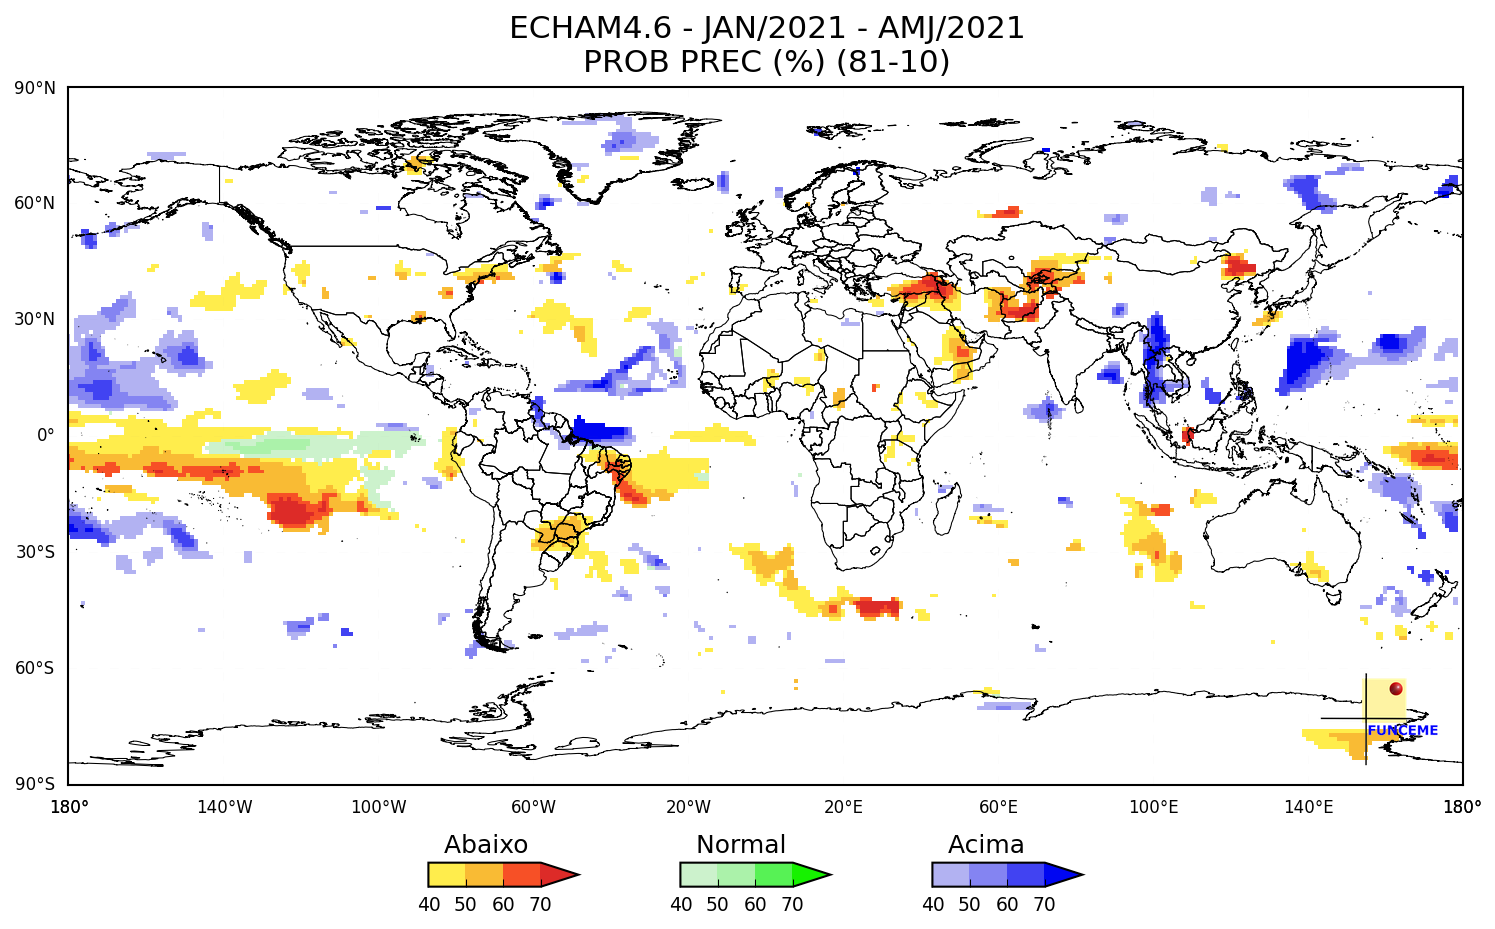 ECHAM4.6 - JAN/2021 - AMJ/2021
PROB PREC (%) (81-10)
90°N
60°N
30°N
0°
30°S
60°S
90°S
180° 140°W 100°W 60°W 20°W 20°E 60°E 100°E 140°E 180°
FUNCEME
Abaixo Normal Acima
40 50 60 70 40 50 60 70 40 50 60 70